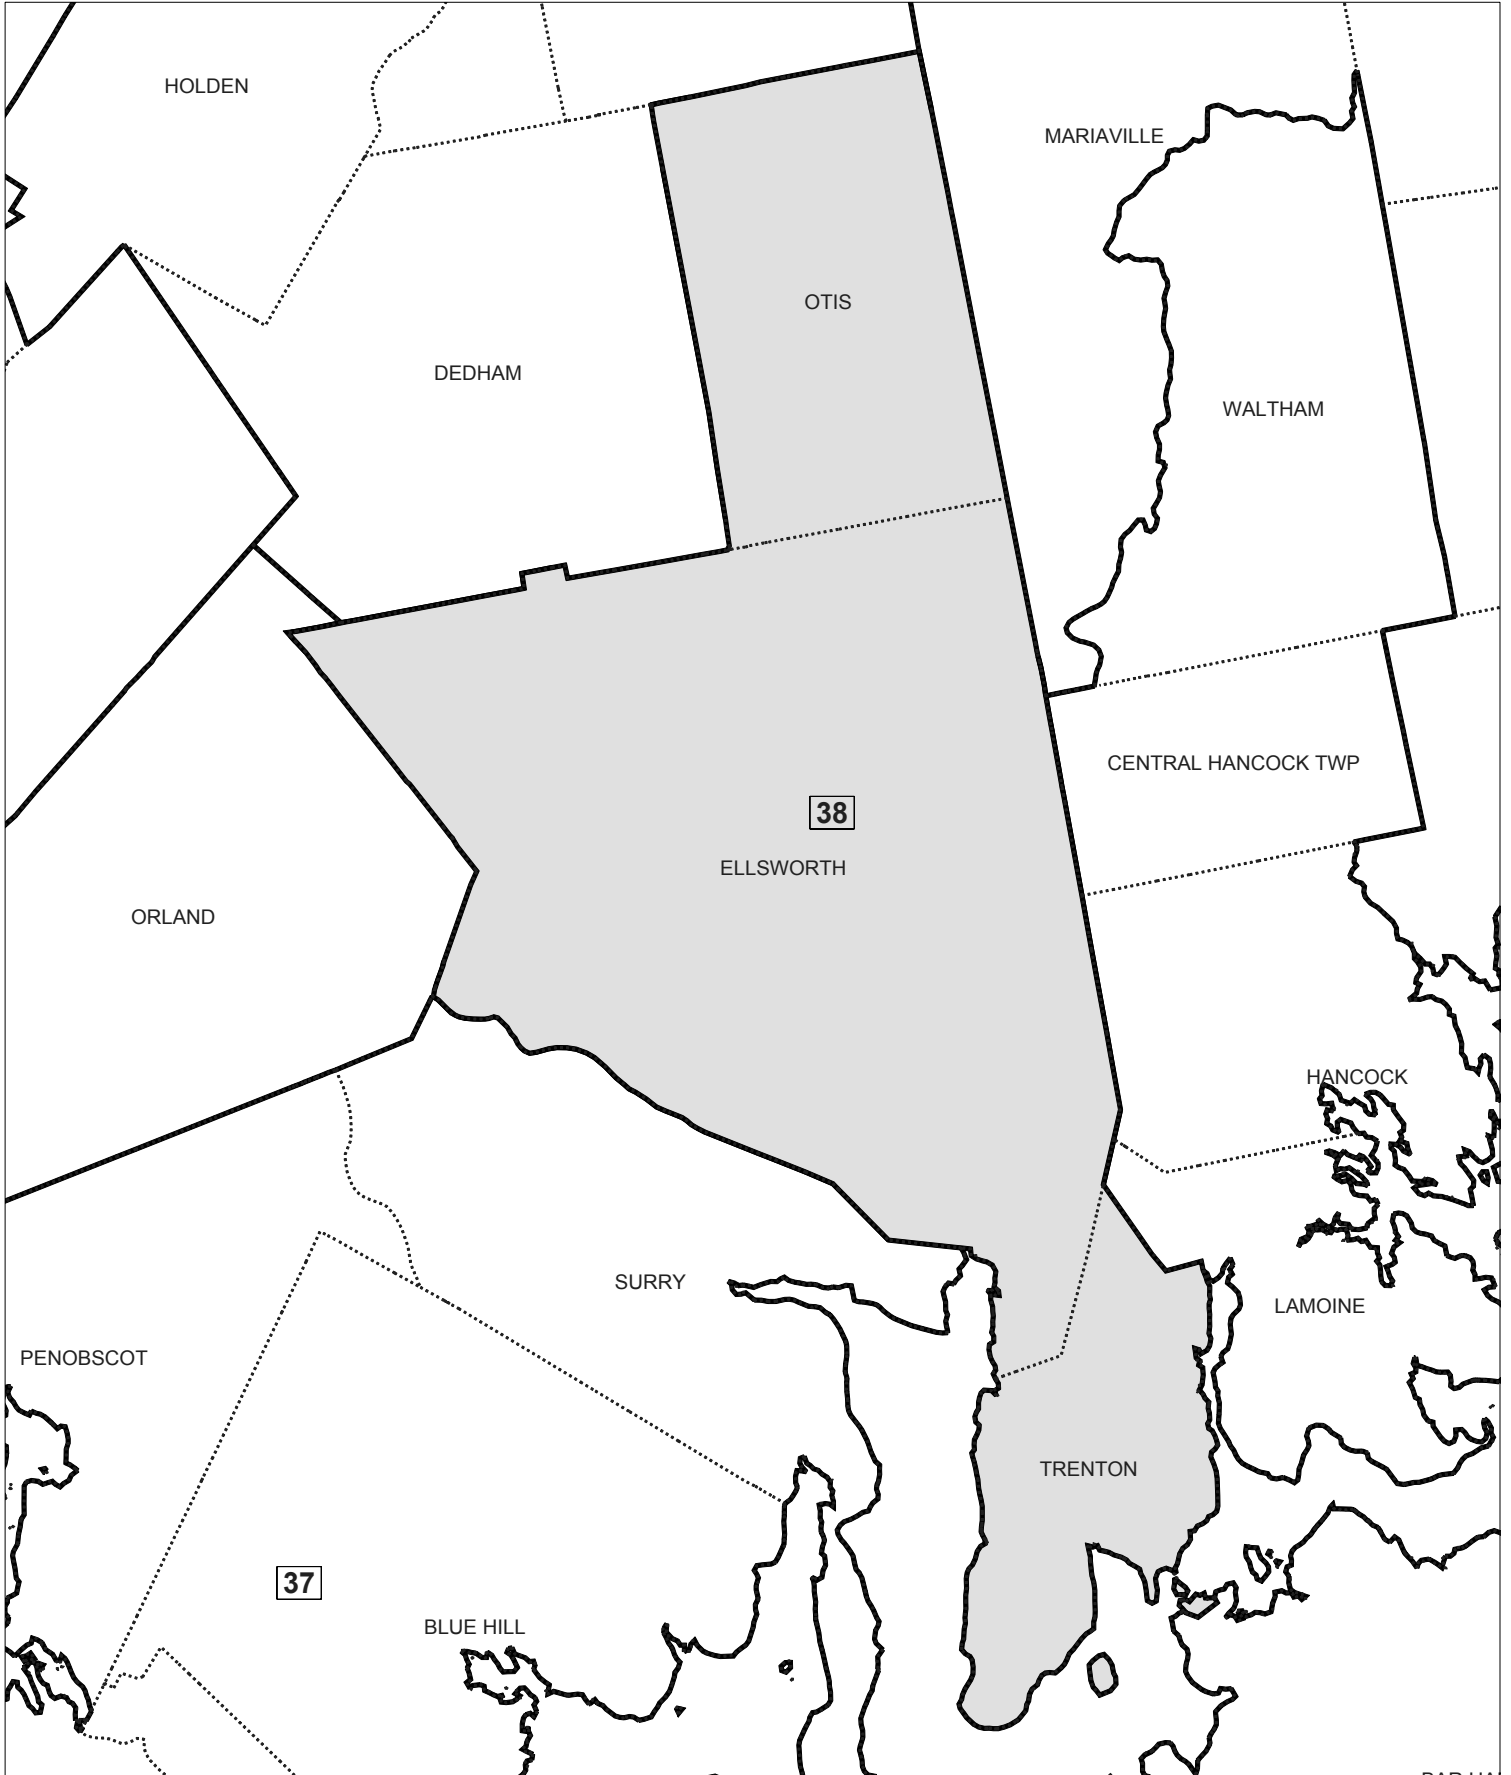 HOLDEN
MARIAVILLE
OTIS
DEDHAM
WALTHAM
CENTRAL HANCOCK TWP
38
ELLSWORTH
ORLAND
HANCOCK
SURRY
LAMOINE
PENOBSCOT
TRENTON
37
BLUE HILL